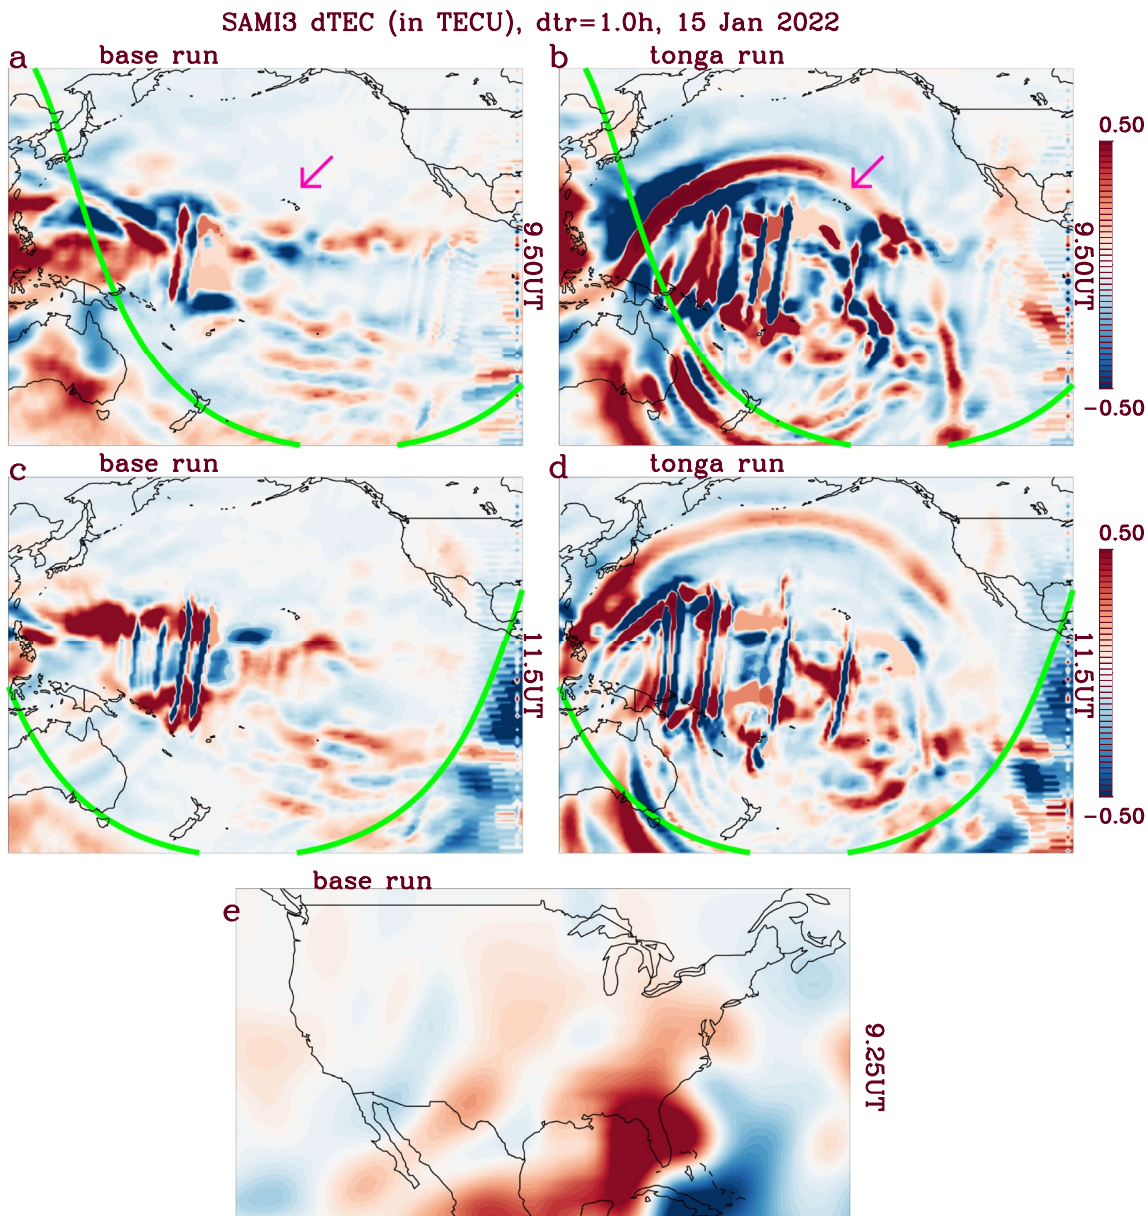 SAMI3 dTEC (in TECU), dtr=1.0h, 15 Jan 2022
a base run
b tonga run
0.50
9.50UT
9.50UT
−0.50
c base run
d tonga run
0.50
11.5UT
11.5UT
−0.50
base run
e
9.25UT